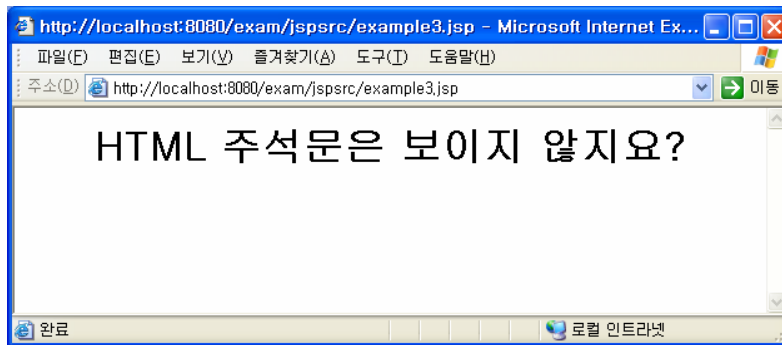 http://localhost:8080/exam/jspsrc/example3.jsp - Microsoft Internet Ex...
파일(F) 편집(E) 보기(V) 즐겨찾기(A) 도구(T) 도움말(H)
주소(D) http://localhost:8080/exam/jspsrc/example3.jsp 이동
HTML 주석문은 보이지 않지요?
완료 로컬 인트라넷